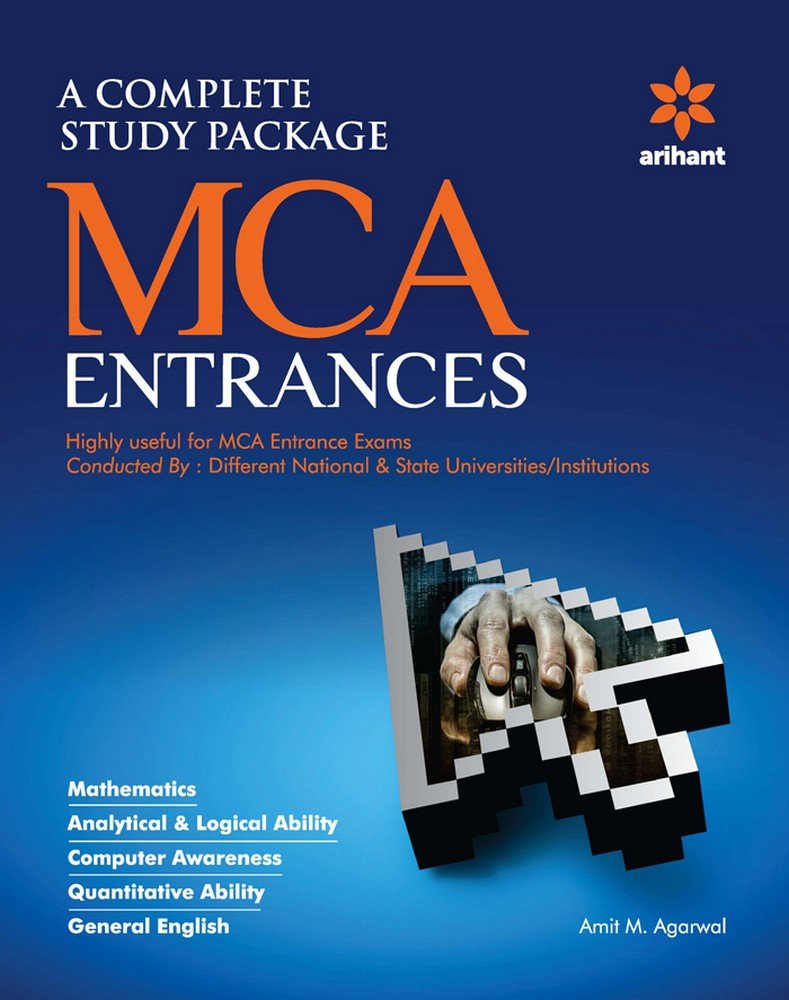 A COMPLETE
STUDY PACKAGE
arihant
MCA
ENTRANCES
Highly useful for MCA Entrance Exams
Conducted By : Different National & State Universities/Institutions
Mathematics
Analytical & Logical Ability
Computer Awareness
Quantitative Ability
General English
Amit M. Agarwal